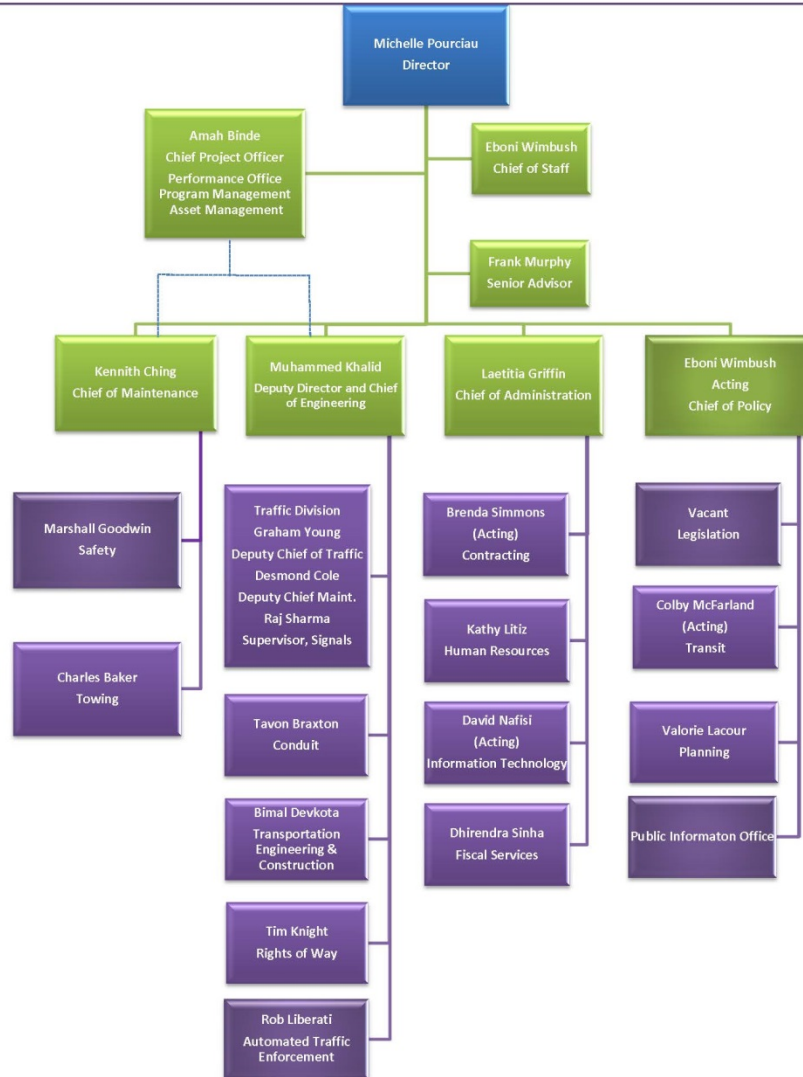 Michelle Pourciau
Director
Amah Binde
Chief Project Officer
Performance Office
Program Management
Asset Management
Eboni Wimbush
Chief of Staff
Frank Murphy
Senior Advisor
Kennith Ching
Chief of Maintenance
Muhammed Khalid
Deputy Director and Chief
of Engineering
Laetitia Griffin
Chief of Administration
Eboni Wimbush
Acting
Chief of Policy
Marshall Goodwin
Safety
Charles Baker
Towing
Traffic Division
Graham Young
Deputy Chief of Traffic
Desmond Cole
Deputy Chief Maint.
Raj Sharma
Supervisor, Signals
Tavon Braxton
Conduit
Bimal Devkota
Transportation
Engineering &
Construction
Tim Knight
Rights of Way
Rob Liberati
Automated Traffic
Enforcement
Brenda Simmons
(Acting)
Contracting
Kathy Litiz
Human Resources
David Nafisi
(Acting)
Information Technology
Dhirendra Sinha
Fiscal Services
Vacant
Legislation
Colby McFarland
(Acting)
Transit
Valorie Lacour
Planning
Public Informaton Office